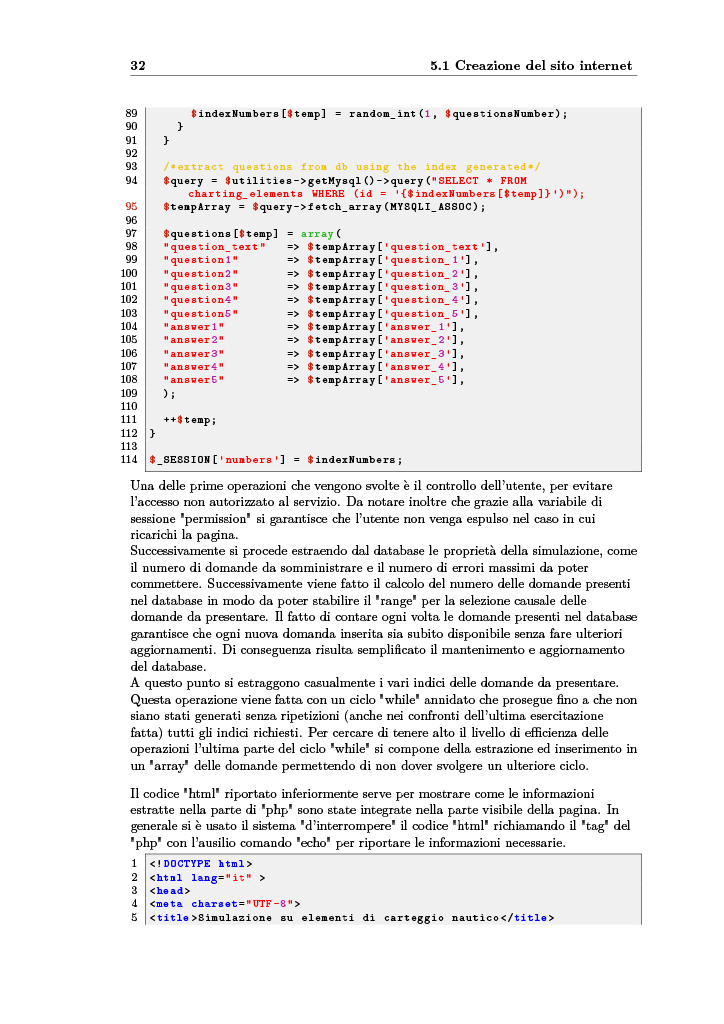 32 5.1 Creazione del sito internet
89 $indexNumbers[$temp] = random_int(1, $questionsNumber);
90 }
91 }
92
93 /*extract questions from db using the index generated*/
94 $query = $utilities->getMysql()->query("SELECT * FROM
charting_elements WHERE (id = '{$indexNumbers[$temp]}')");
95 $tempArray = $query->fetch_array(MYSQLI_ASSOC);
96
97 $questions[$temp] = array(
98 "question_text" => $tempArray['question_text'],
99 "question1" => $tempArray['question_1'],
100 "question2" => $tempArray['question_2'],
101 "question3" => $tempArray['question_3'],
102 "question4" => $tempArray['question_4'],
103 "question5" => $tempArray['question_5'],
104 "answer1" => $tempArray['answer_1'],
105 "answer2" => $tempArray['answer_2'],
106 "answer3" => $tempArray['answer_3'],
107 "answer4" => $tempArray['answer_4'],
108 "answer5" => $tempArray['answer_5'],
109 );
110
111 ++$temp;
112 }
113
114 $_SESSION['numbers'] = $indexNumbers;
Una delle prime operazioni che vengono svolte è il controllo dell'utente, per evitare
l'accesso non autorizzato al servizio. Da notare inoltre che grazie alla variabile di
sessione "permission" si garantisce che l'utente non venga espulso nel caso in cui
ricarichi la pagina.
Successivamente si procede estraendo dal database le proprietà della simulazione, come
il numero di domande da somministrare e il numero di errori massimi da poter
commettere. Successivamente viene fatto il calcolo del numero delle domande presenti
nel database in modo da poter stabilire il "range" per la selezione causale delle
domande da presentare. Il fatto di contare ogni volta le domande presenti nel database
garantisce che ogni nuova domanda inserita sia subito disponibile senza fare ulteriori
aggiornamenti. Di conseguenza risulta semplificato il mantenimento e aggiornamento
del database.
A questo punto si estraggono casualmente i vari indici delle domande da presentare.
Questa operazione viene fatta con un ciclo "while" annidato che prosegue fino a che non
siano stati generati senza ripetizioni (anche nei confronti dell'ultima esercitazione
fatta) tutti gli indici richiesti. Per cercare di tenere alto il livello di efficienza delle
operazioni l'ultima parte del ciclo "while" si compone della estrazione ed inserimento in
un "array" delle domande permettendo di non dover svolgere un ulteriore ciclo.
Il codice "html" riportato inferiormente serve per mostrare come le informazioni
estratte nella parte di "php" sono state integrate nella parte visibile della pagina. In
generale si è usato il sistema "d'interrompere" il codice "html" richiamando il "tag" del
"php" con l'ausilio comando "echo" per riportare le informazioni necessarie.
1 <!DOCTYPE html>
2 <html lang="it" >
3 <head>
4 <meta charset="UTF-8">
5 <title>Simulazione su elementi di carteggio nautico</title>